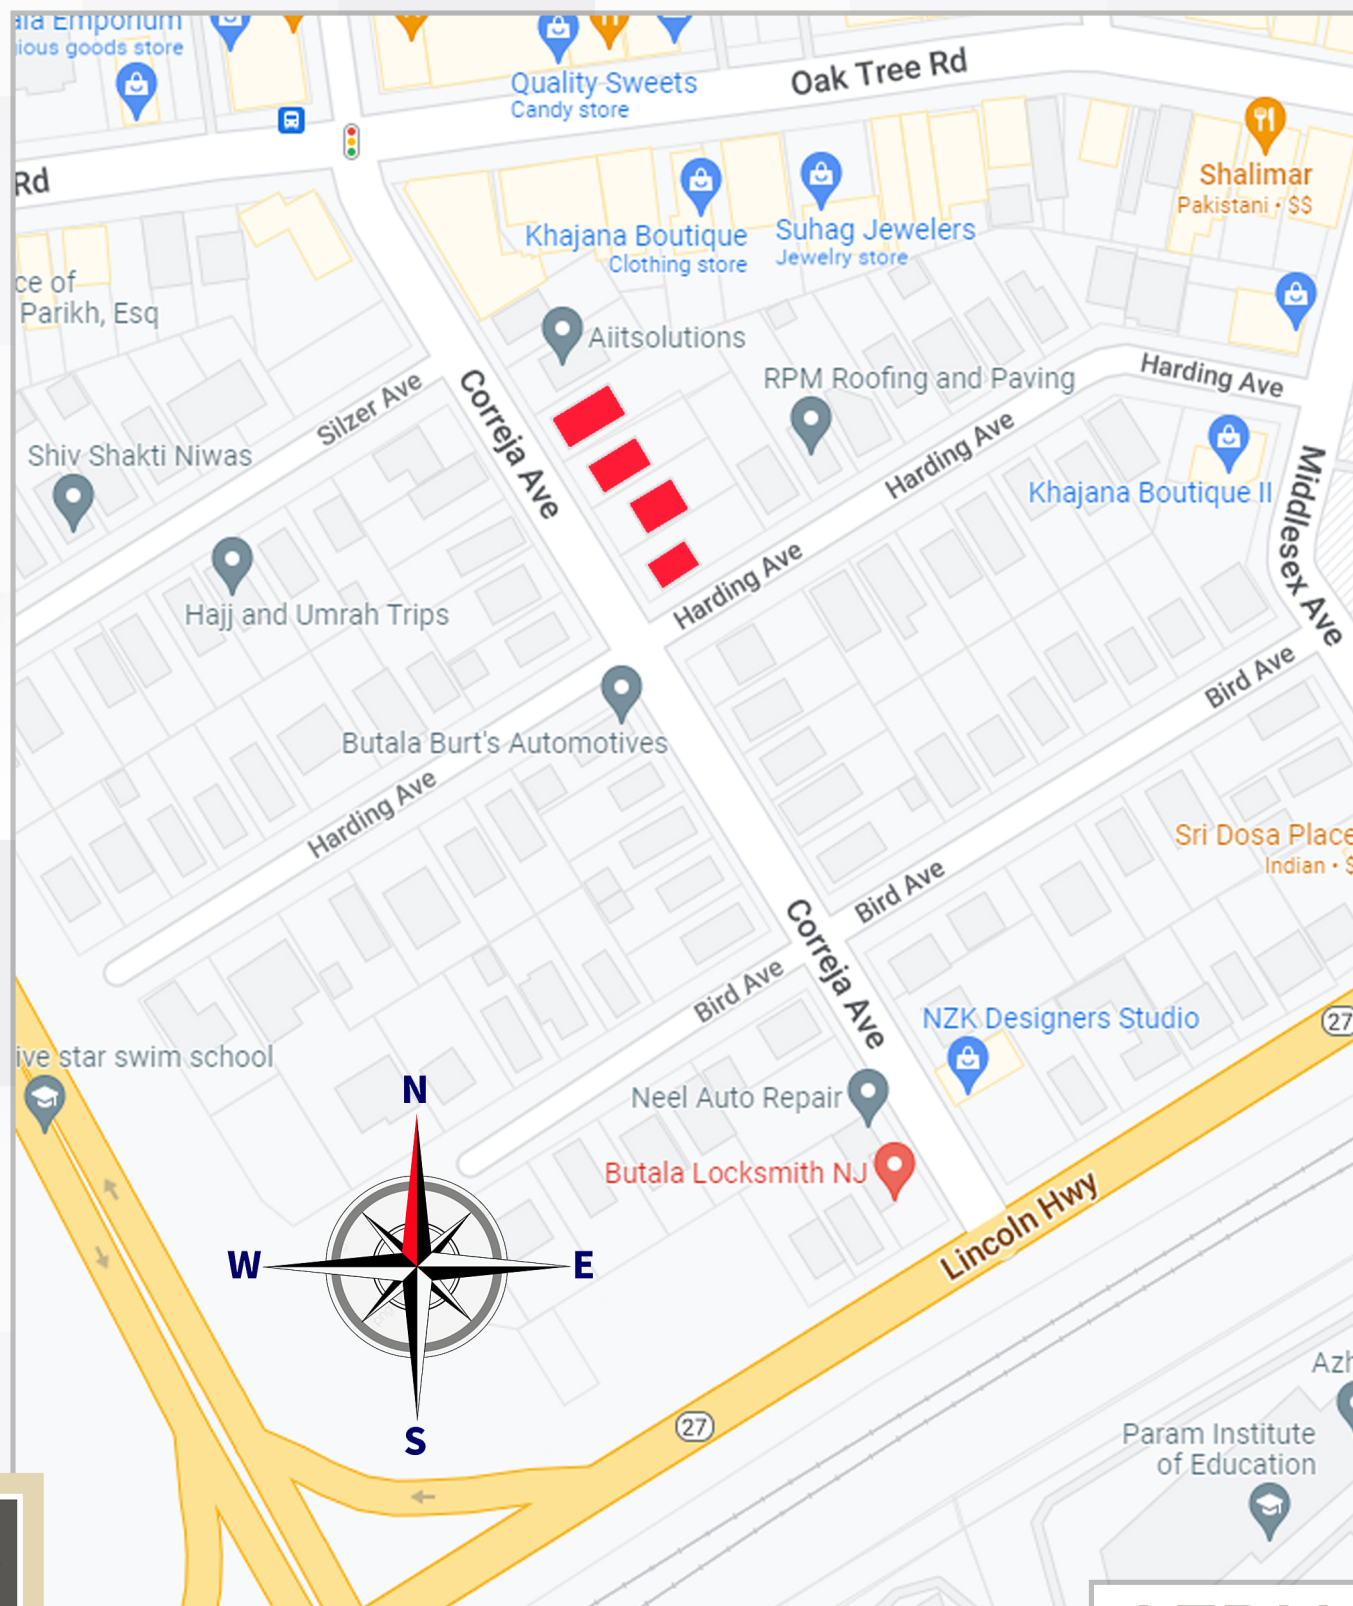 ala Emporium
ious goods store
Quality Sweets
Candy store
Oak Tree Rd
Rd
Shalimar
Pakistani • $$
Khajana Boutique
Clothing store
Suhag Jewelers
Jewelry store
ce of
Parikh, Esq
Aiitsolutions
RPM Roofing and Paving
Harding Ave
Silzer Ave
Correja Ave
Harding Ave
Shiv Shakti Niwas
Khajana Boutique II
Middlesex Ave
Harding Ave
Hajj and Umrah Trips
Bird Ave
Butala Burt's Automotives
Harding Ave
Sri Dosa Place
Indian • $
Bird Ave
Correja Ave
Bird Ave
NZK Designers Studio
27
ive star swim school
N
Neel Auto Repair
Butala Locksmith NJ
W
E
Lincoln Hwy
S
27
Azh
Param Institute
of Education